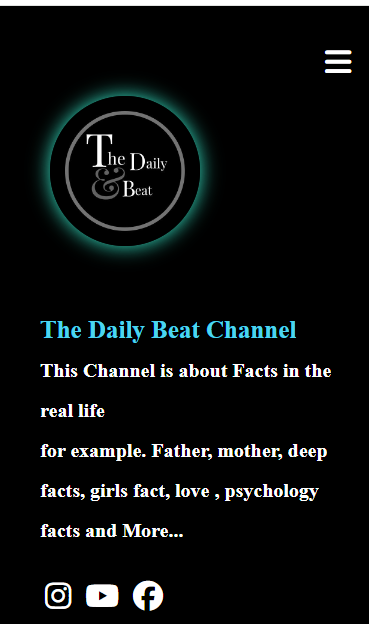 The Daily
&
Beat
The Daily Beat Channel
This Channel is about Facts in the
real life
for example. Father, mother, deep
facts, girls fact, love , psychology
facts and More...